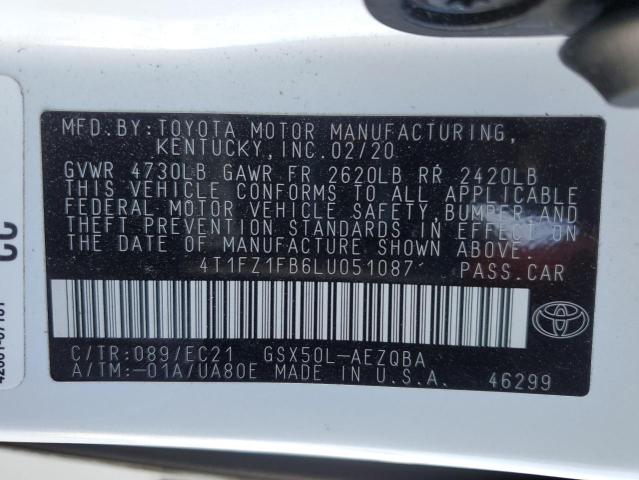 MFD.BY:TOYOTA MOTOR MANUFACTURING,
KENTUCKY,INC.02/20
GVWR 4730LB GAWR FR 2620LB RR 2420LB
THIS VEHICLE CONFORMS TO ALL APPLICABLE
FEDERAL MOTOR VEHICLE SAFETY,BUMPER,AND
THEFT PREVENTION STANDARDS IN EFFECT ON
THE DATE OF MANUFACTURE SHOWN ABOVE.
4T1FZ1FB6LU051087 PASS.CAR
C/TR:089/EC21 GSX50L-AEZQBA
A/TM:-01A/UA80E MADE IN U.S.A. 46299
CC